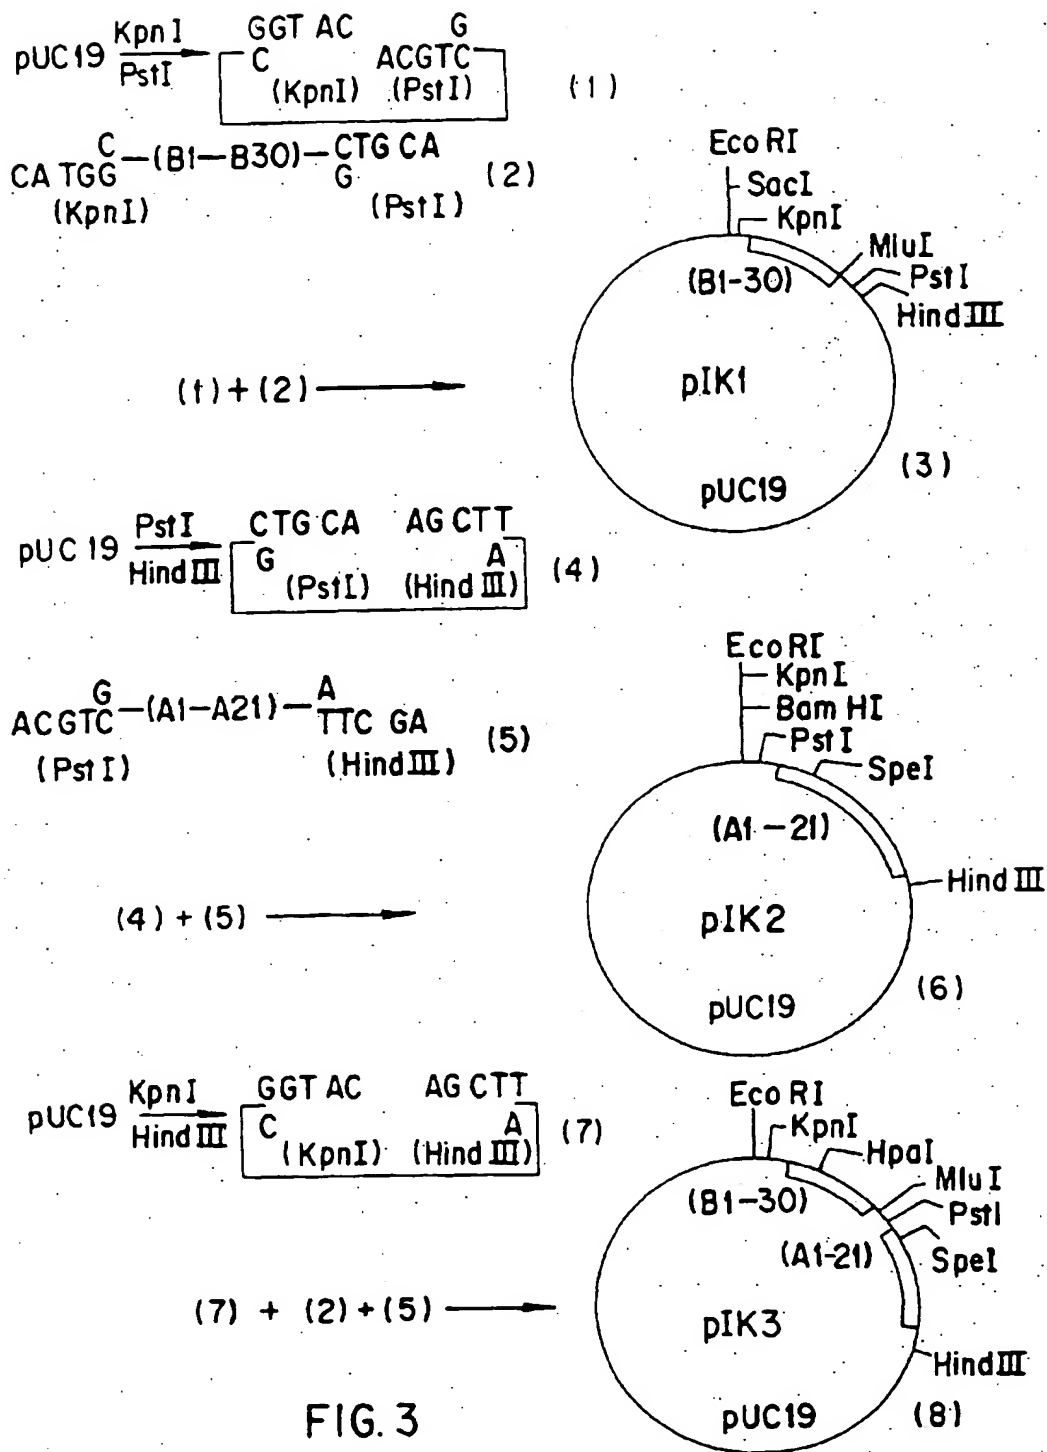 pUC19 KpnI PstI
GGT AC G
C ACGTC
(KpnI) (PstI) (1)
C
CA TGG G—(B1—B30)—CTG CA
G
(KpnI) (PstI) (2)
EcoRI
SacI
KpnI
MluI
PstI
HindIII
(B1-30)
(1)+(2)
pIK1
pUC19
(3)
pUC19 PstI HindIII
CTG CA AG CTT
G A
(PstI) (HindIII) (4)
G A
ACGTC—(A1—A21)—TTC GA
(PstI) (HindIII) (5)
EcoRI
KpnI
Bam HI
PstI
SpeI
(A1-21)
HindIII
(4)+(5)
pIK2
pUC19
(6)
pUC19 KpnI HindIII
GGT AC AG CTT
C A
(KpnI) (HindIII) (7)
EcoRI
KpnI
HpaI
MluI
PstI
SpeI
(B1-30)
(A1-21)
(7) + (2)+(5)
pIK3
HindIII
pUC19
(8)
FIG. 3